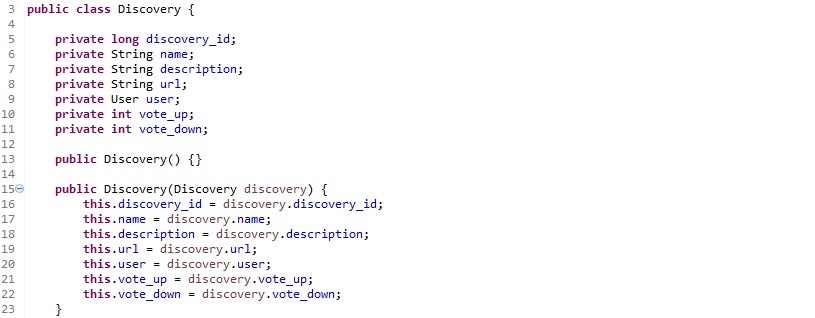 3 public class Discovery {
4
5     private long discovery_id;
6     private String name;
7     private String description;
8     private String url;
9     private User user;
10     private int vote_up;
11     private int vote_down;
12
13     public Discovery() {}
14
15     public Discovery(Discovery discovery) {
16         this.discovery_id = discovery.discovery_id;
17         this.name = discovery.name;
18         this.description = discovery.description;
19         this.url = discovery.url;
20         this.user = discovery.user;
21         this.vote_up = discovery.vote_up;
22         this.vote_down = discovery.vote_down;
23     }